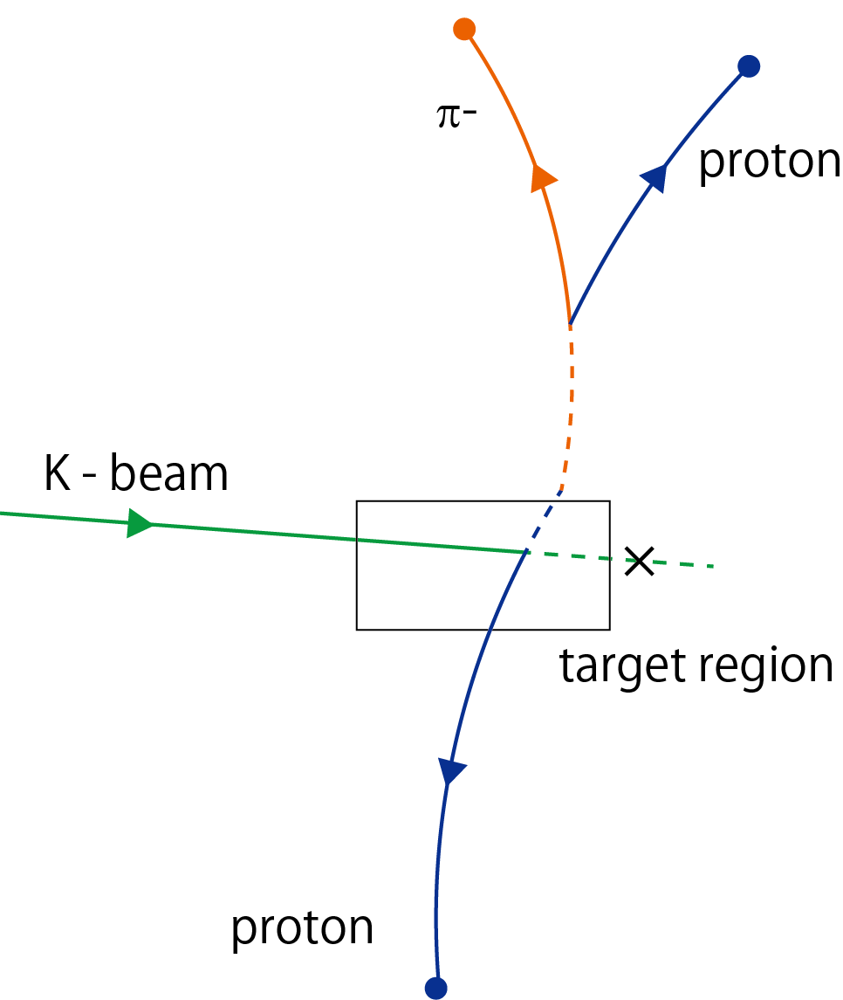 π-
proton
K - beam
target region
proton